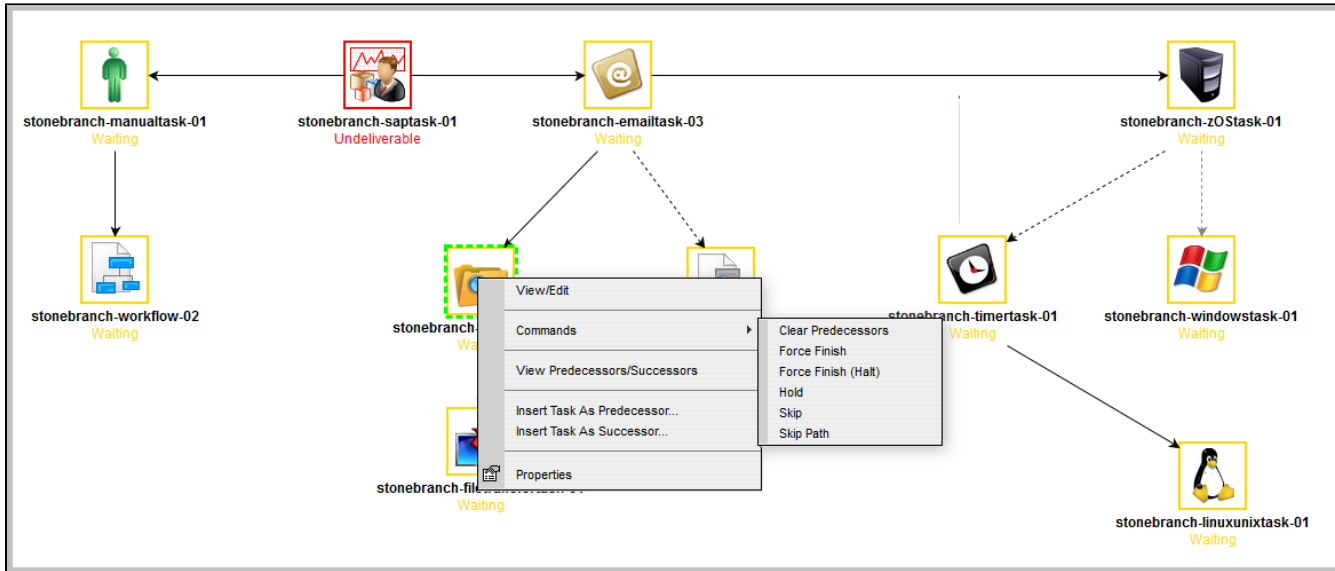 stonebranch-manualtask-01
Waiting
stonebranch-saptask-01
Undeliverable
stonebranch-emailtask-03
Waiting
stonebranch-zOStask-01
Waiting
stonebranch-workflow-02
Waiting
stonebranch-timertask-01
Waiting
stonebranch-windowstask-01
Waiting
View/Edit
Commands
View Predecessors/Successors
Insert Task As Predecessor...
Insert Task As Successor...
Properties
Clear Predecessors
Force Finish
Force Finish (Halt)
Hold
Skip
Skip Path
Waiting
stonebranch-linuxunixtask-01
Waiting